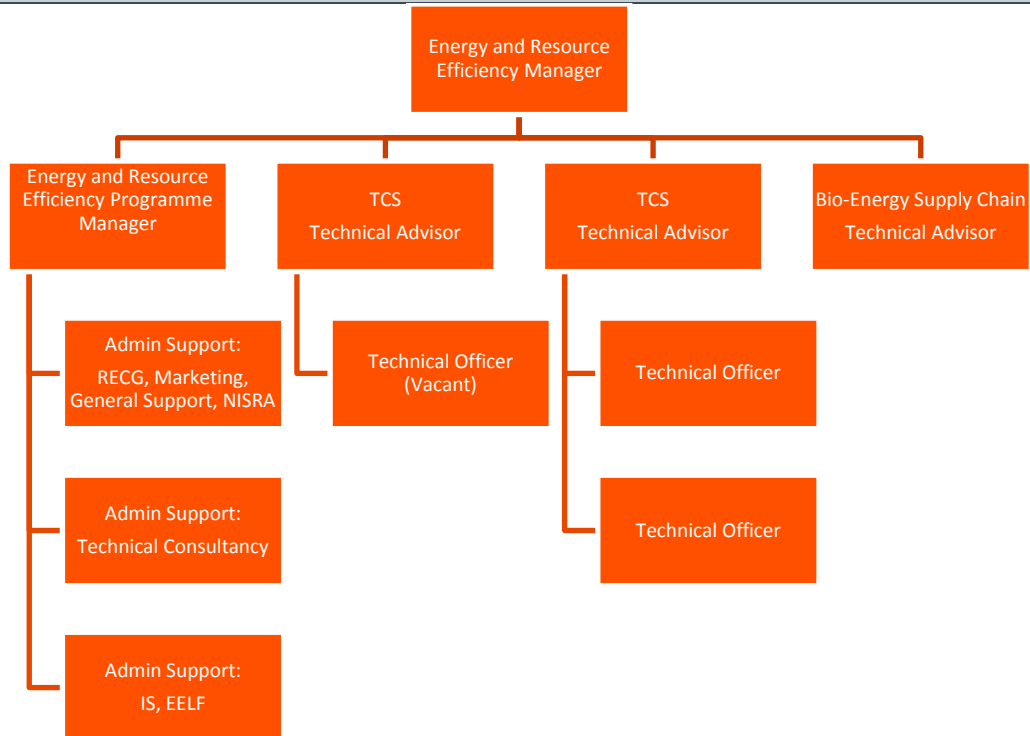 Energy and Resource
Efficiency Manager
Energy and Resource
Efficiency Programme
Manager
TCS
Technical Advisor
TCS
Technical Advisor
Bio-Energy Supply Chain
Technical Advisor
Admin Support:
RECG, Marketing,
General Support, NISRA
Technical Officer
(Vacant)
Technical Officer
Admin Support:
Technical Consultancy
Technical Officer
Admin Support:
IS, EELF